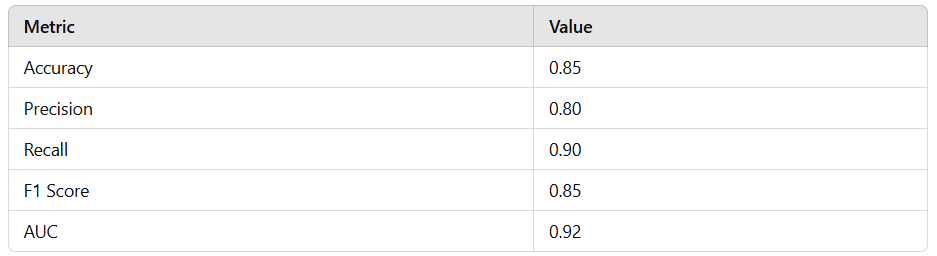 Metric Value
Accuracy 0.85
Precision 0.80
Recall 0.90
F1 Score 0.85
AUC 0.92